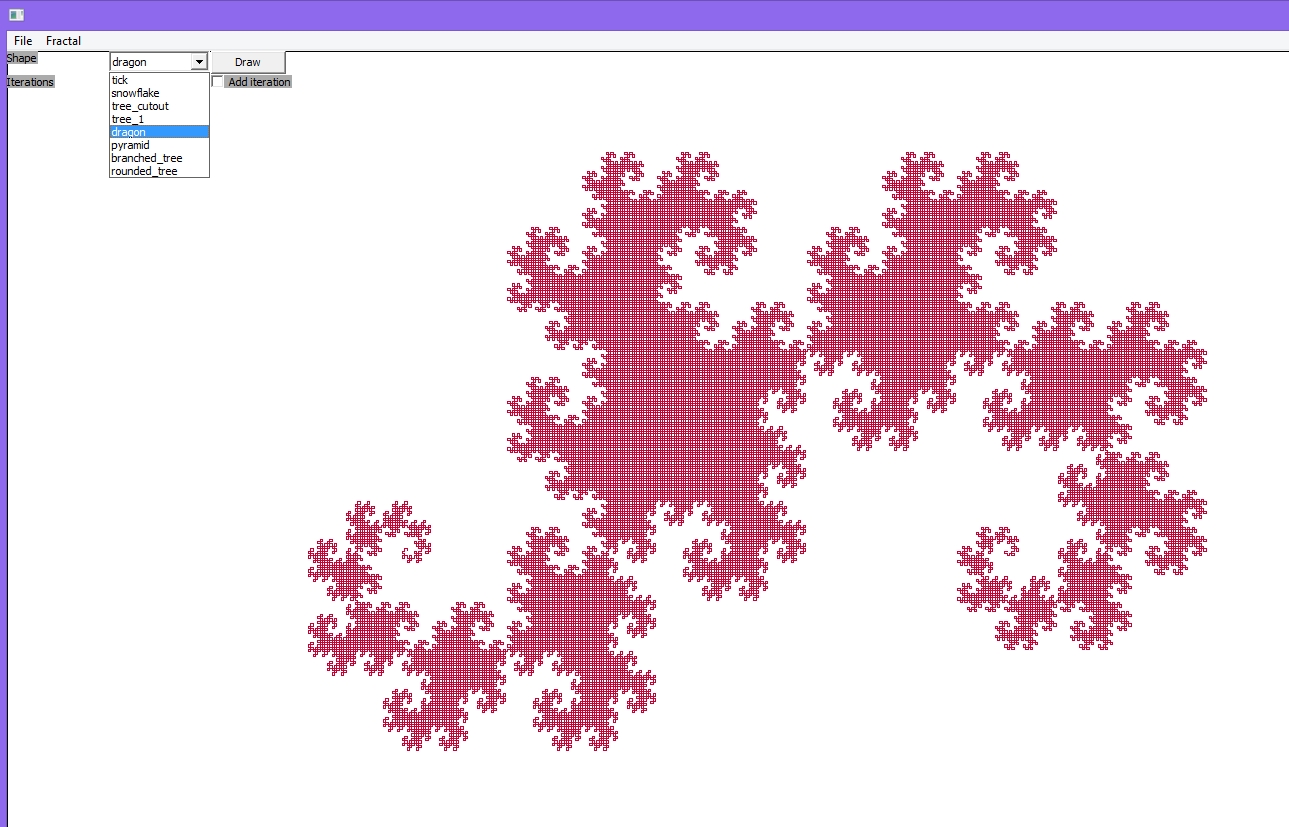 File Fractal
Shape dragon Draw
Iterations Add iteration
tick
snowflake
tree_cutout
tree_1
dragon
pyramid
branched_tree
rounded_tree